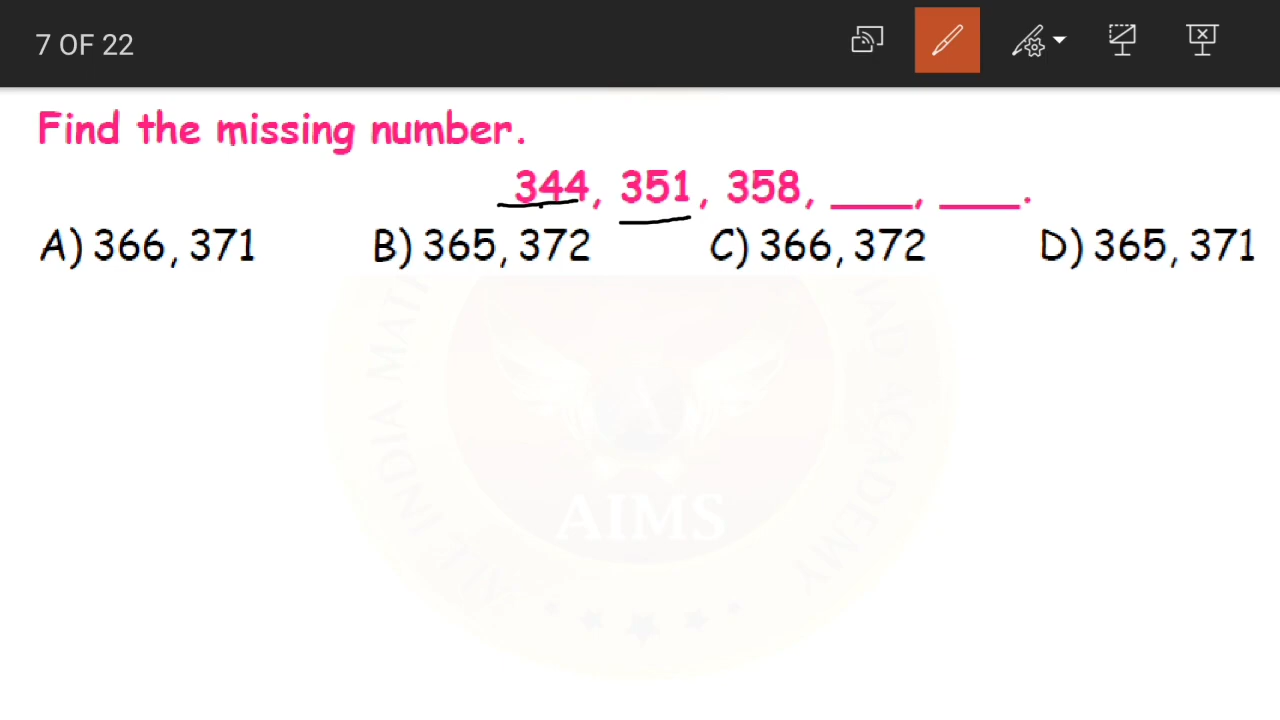 7 OF 22
Find the missing number.
344, 351, 358, ____, ____.
A) 366, 371 B) 365, 372 C) 366, 372 D) 365, 371
AIMS